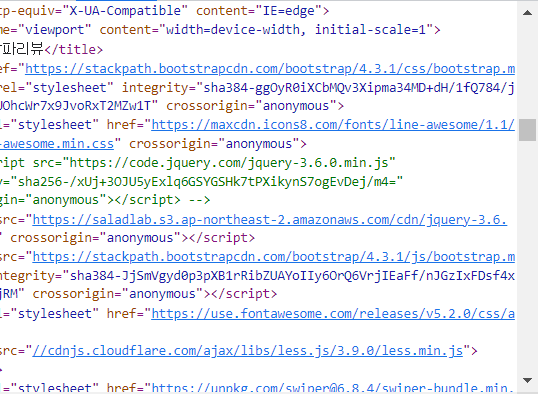 tp-equiv="X-UA-Compatible" content="IE=edge">
me="viewport" content="width=device-width, initial-scale=1">
파리뷰</title>
ef="https://stackpath.bootstrapcdn.com/bootstrap/4.3.1/css/bootstrap.m
rel="stylesheet" integrity="sha384-ggOyR0iXCbMQv3Xipma34MD+dH/1fQ784/j
JOhcWr7x9JvoRxT2MZw1T" crossorigin="anonymous">
l="stylesheet" href="https://maxcdn.icons8.com/fonts/line-awesome/1.1/
-awesome.min.css" crossorigin="anonymous">
ript src="https://code.jquery.com/jquery-3.6.0.min.js"
y="sha256-/xUj+3OJU5yExlq6GSYGSHk7tPXikynS7ogEvDej/m4="
gin="anonymous"></script> -->
src="https://saladlab.s3.ap-northeast-2.amazonaws.com/cdn/jquery-3.6.
" crossorigin="anonymous"></script>
src="https://stackpath.bootstrapcdn.com/bootstrap/4.3.1/js/bootstrap.m
integrity="sha384-JjSmVgyd0p3pXB1rRibZUAYoIIy6OrQ6VrjIEaFf/nJGzIxFDsf4x
jRM" crossorigin="anonymous"></script>
l="stylesheet" href="https://use.fontawesome.com/releases/v5.2.0/css/a
src="//cdnjs.cloudflare.com/ajax/libs/less.js/3.9.0/less.min.js">
>
l="stylesheet" href="https://unpkg.com/swiper@6.8.4/swiper-bundle.min.